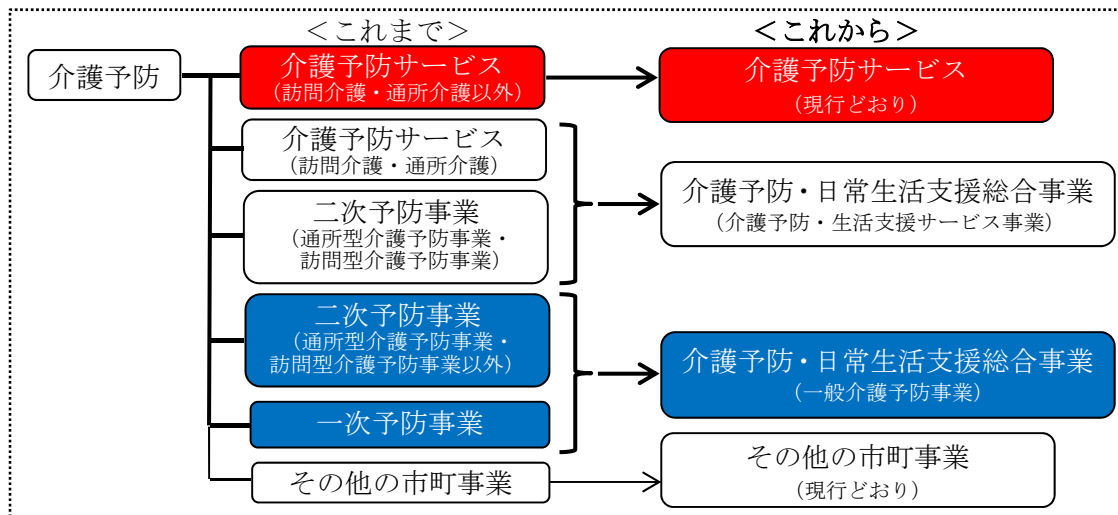 ＜これまで＞
＜これから＞
介護予防
介護予防サービス
（訪問介護・通所介護以外）
介護予防サービス
（現行どおり）
介護予防サービス
（訪問介護・通所介護）
二次予防事業
（通所型介護予防事業・
訪問型介護予防事業）
介護予防・日常生活支援総合事業
（介護予防・生活支援サービス事業）
二次予防事業
（通所型介護予防事業・
訪問型介護予防事業以外）
一次予防事業
介護予防・日常生活支援総合事業
（一般介護予防事業）
その他の市町事業
その他の市町事業
（現行どおり）